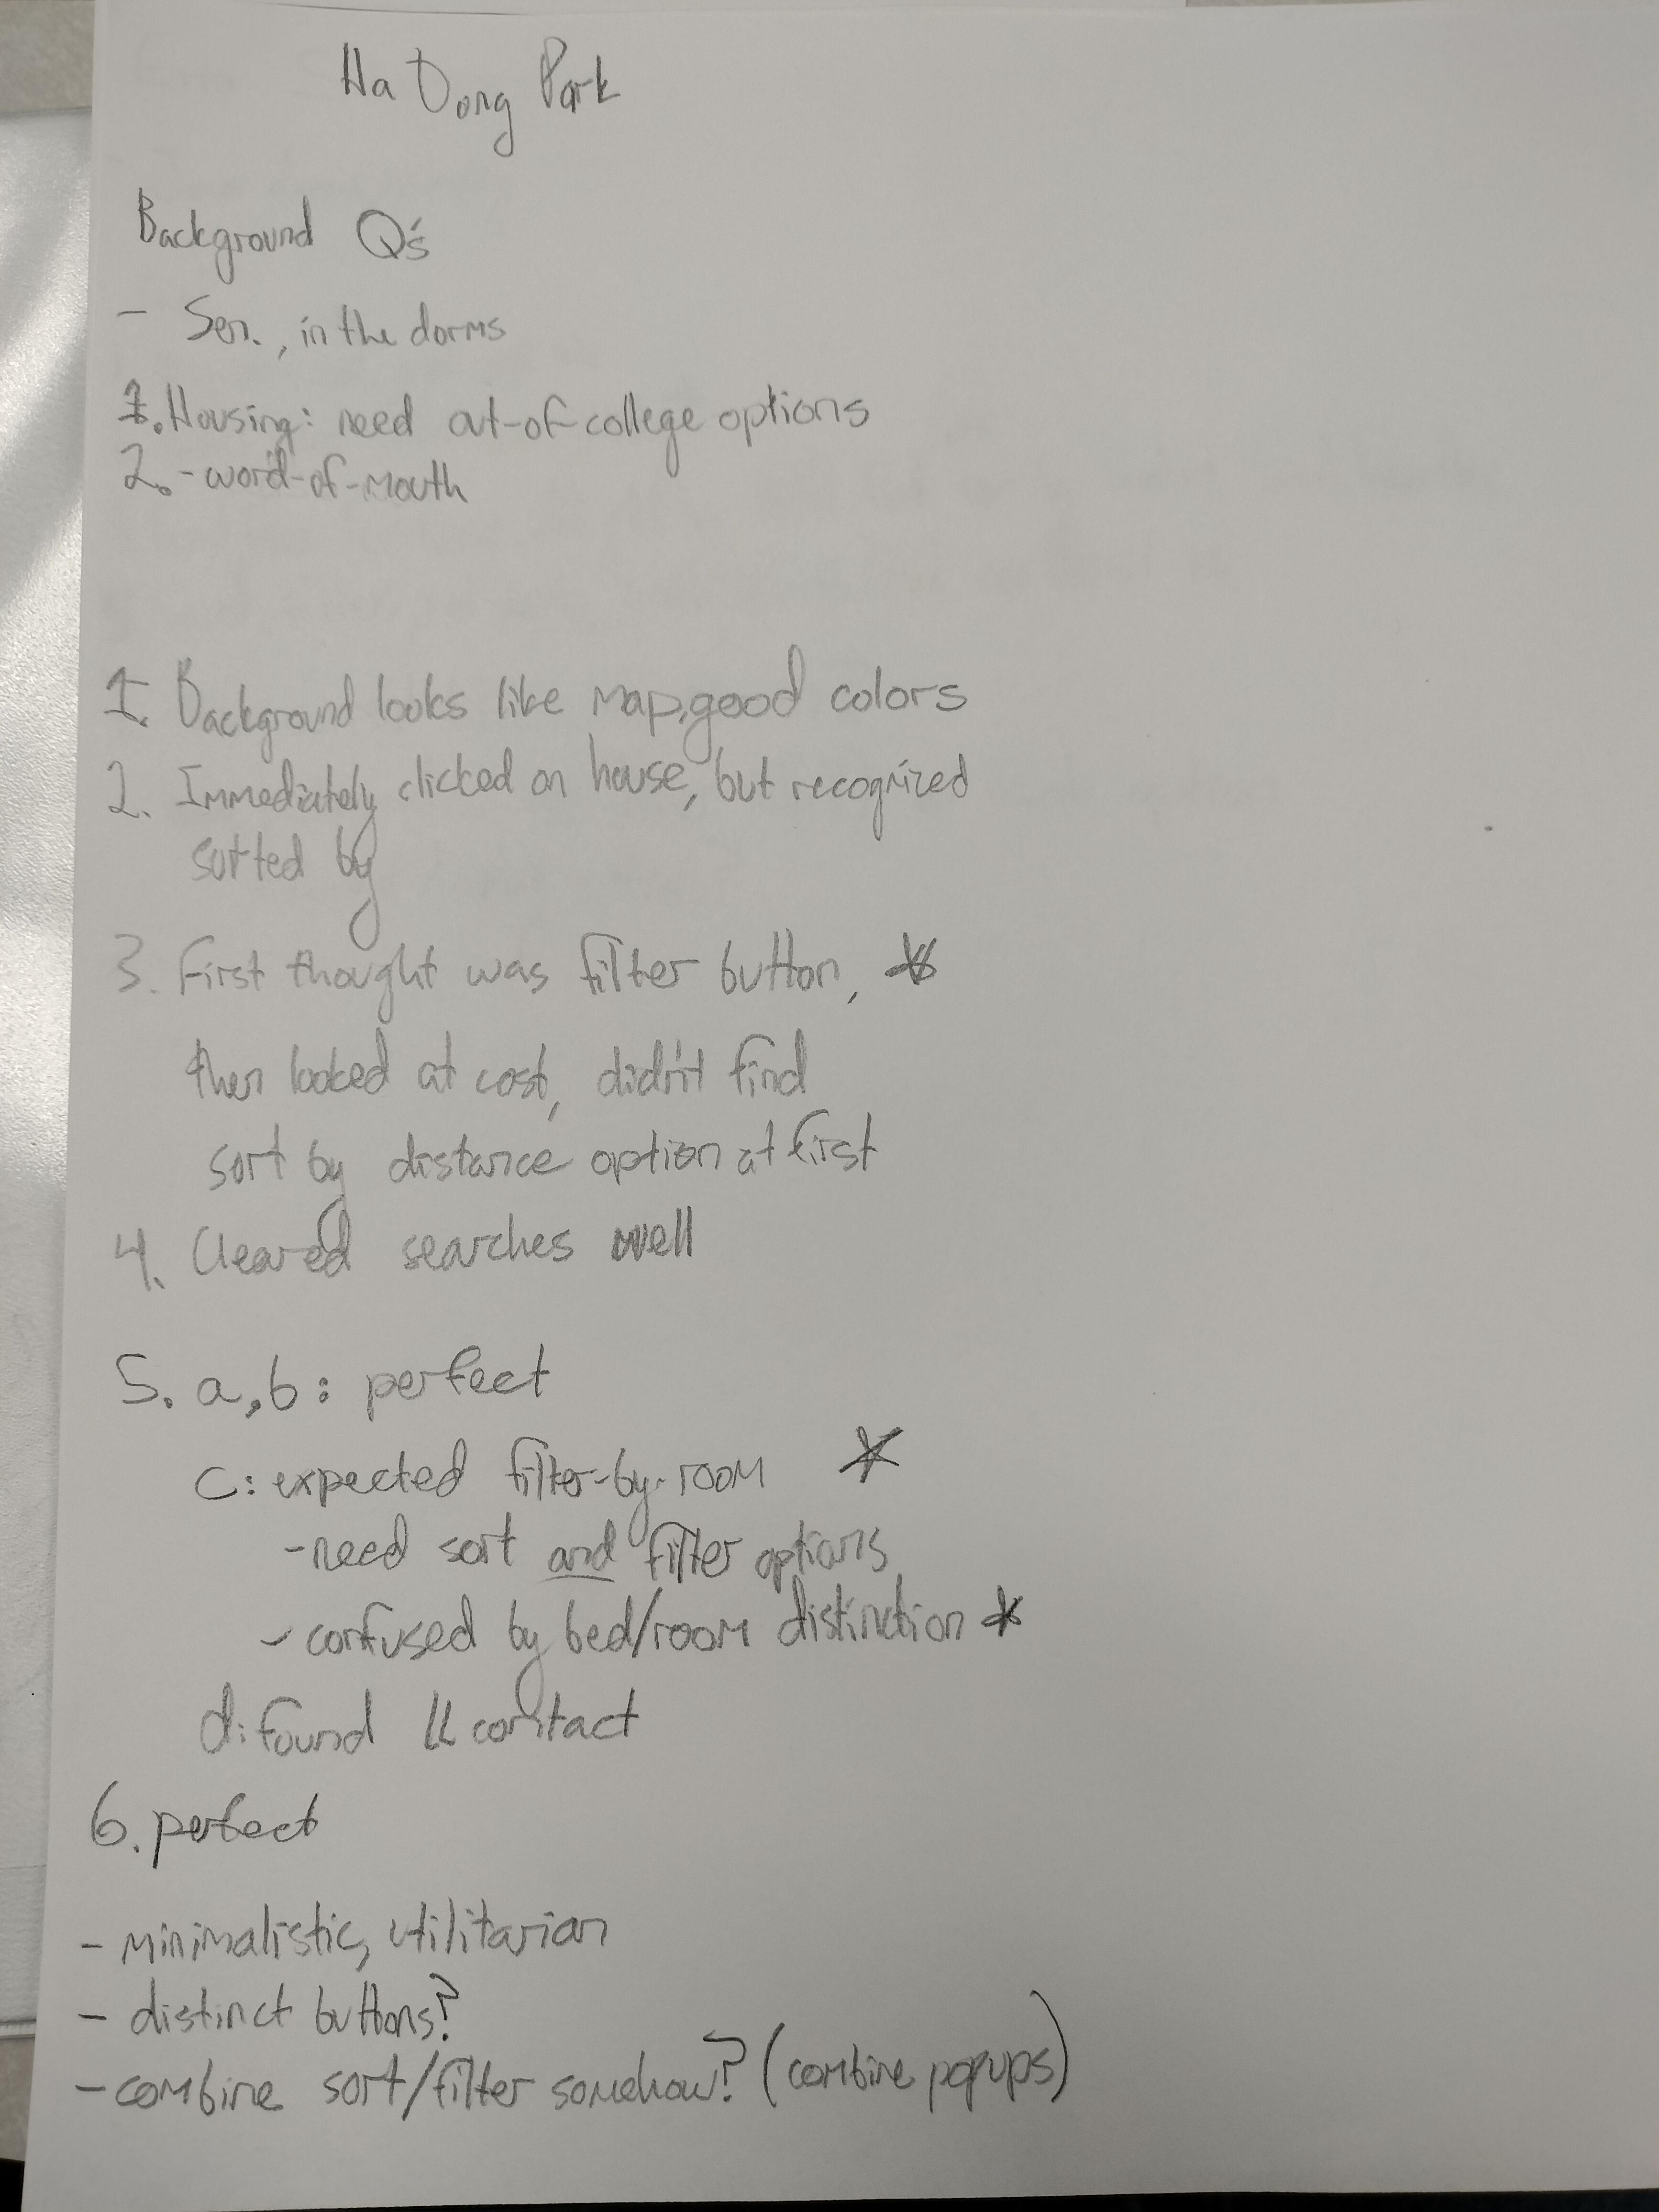 Ha Dong Park
Background Q's
- Sen., in the dorms
1. Housing: need out-of-college options
2. - word-of-mouth
1. Background looks like map, good colors
2. Immediately clicked on house, but recognized
sorted by
3. First thought was filter button, *
then looked at cost, didn't find
sort by distance option at first
4. Cleared searches well
5. a,b: perfect
c: expected filter-by-room *
- need sort and filter options
- confused by bed/room distinction *
d: found LL contact
6. perfect
- minimalistic, utilitarian
- distinct buttons?
- combine sort/filter somehow? (combine popups)